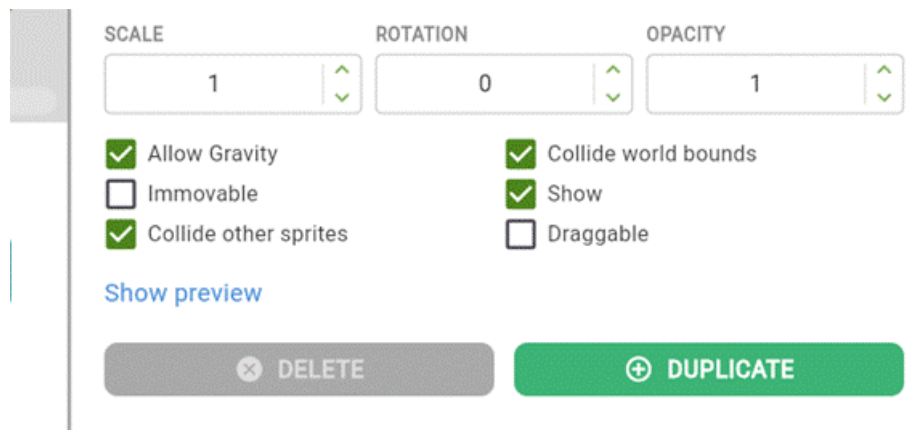 SCALE ROTATION OPACITY
1 0 1
Allow Gravity Collide world bounds
Immovable Show
Collide other sprites Draggable
Show preview
DELETE DUPLICATE